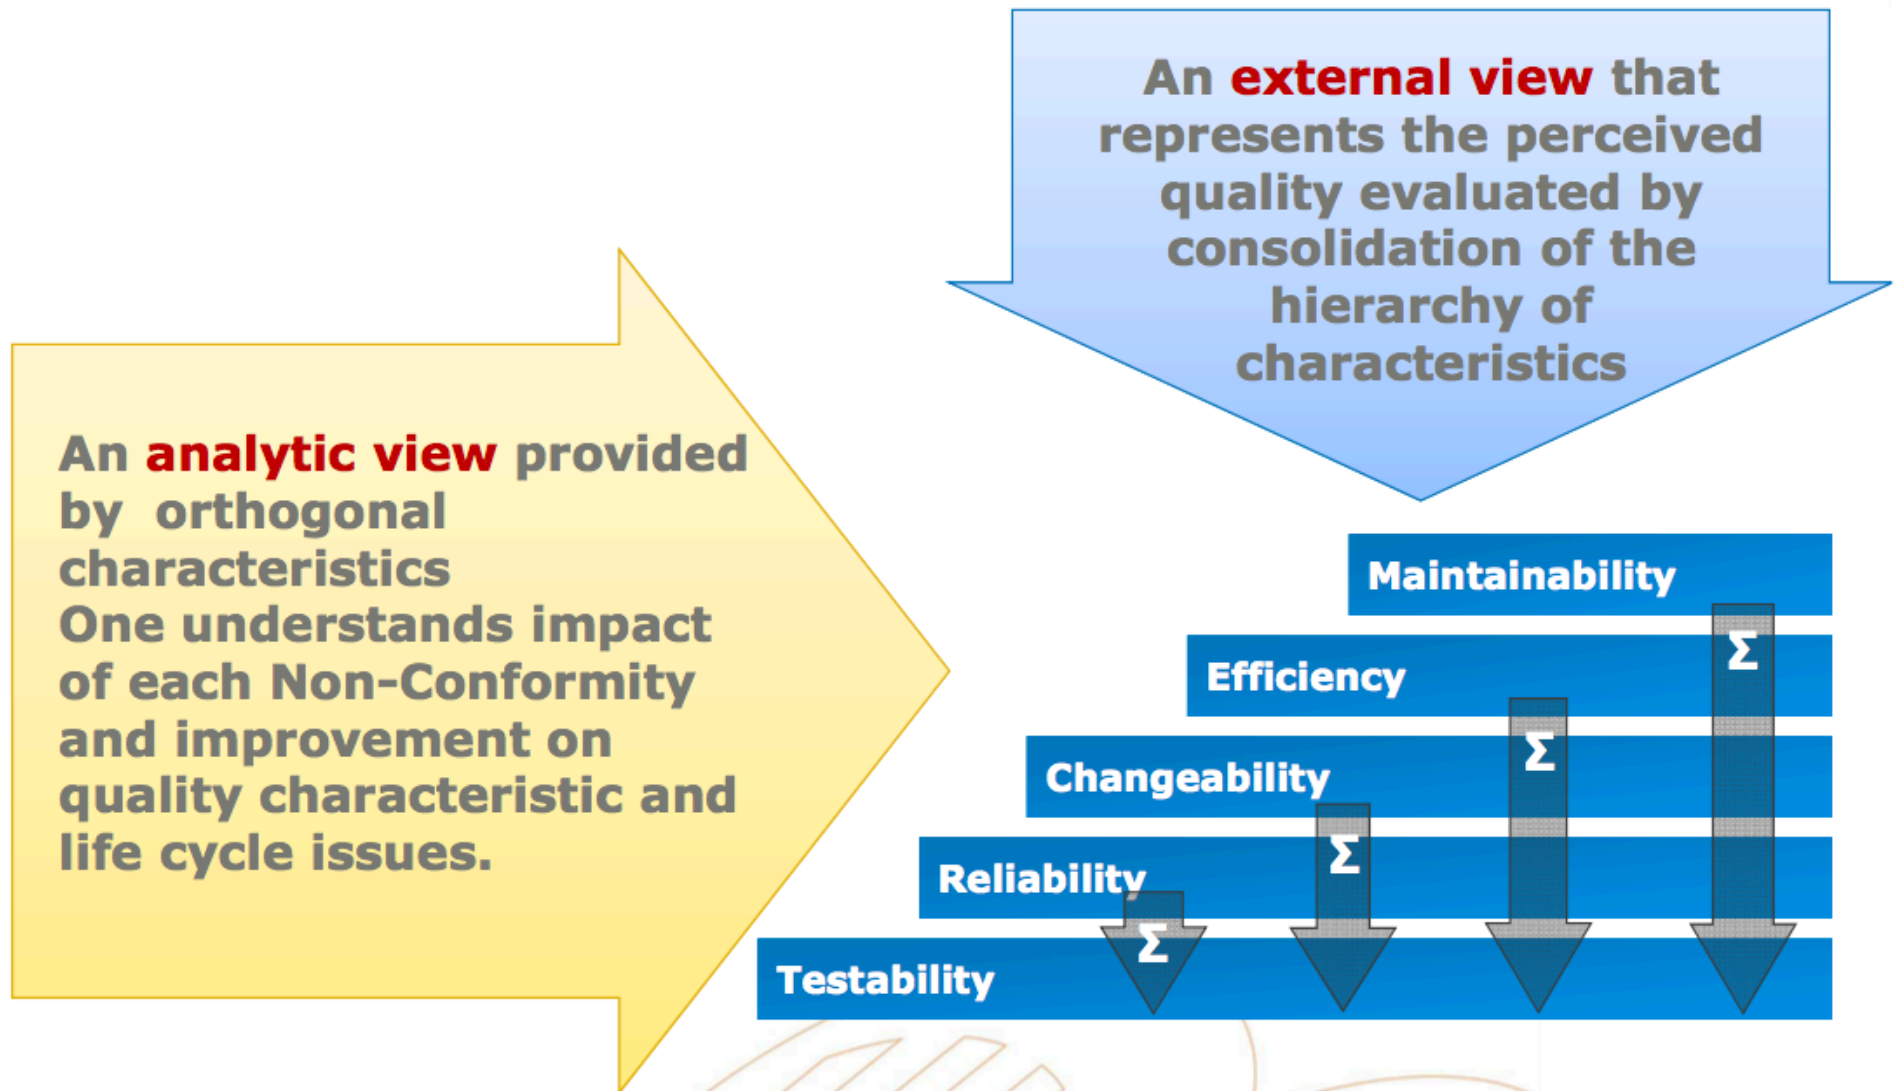 An external view that
represents the perceived
quality evaluated by
consolidation of the
hierarchy of
characteristics
An analytic view provided
by  orthogonal
characteristics
One understands impact
of each Non-Conformity
and improvement on
quality characteristic and
life cycle issues.
Maintainability
Σ
Efficiency
Σ
Changeability
Σ
Reliability
Σ
Testability